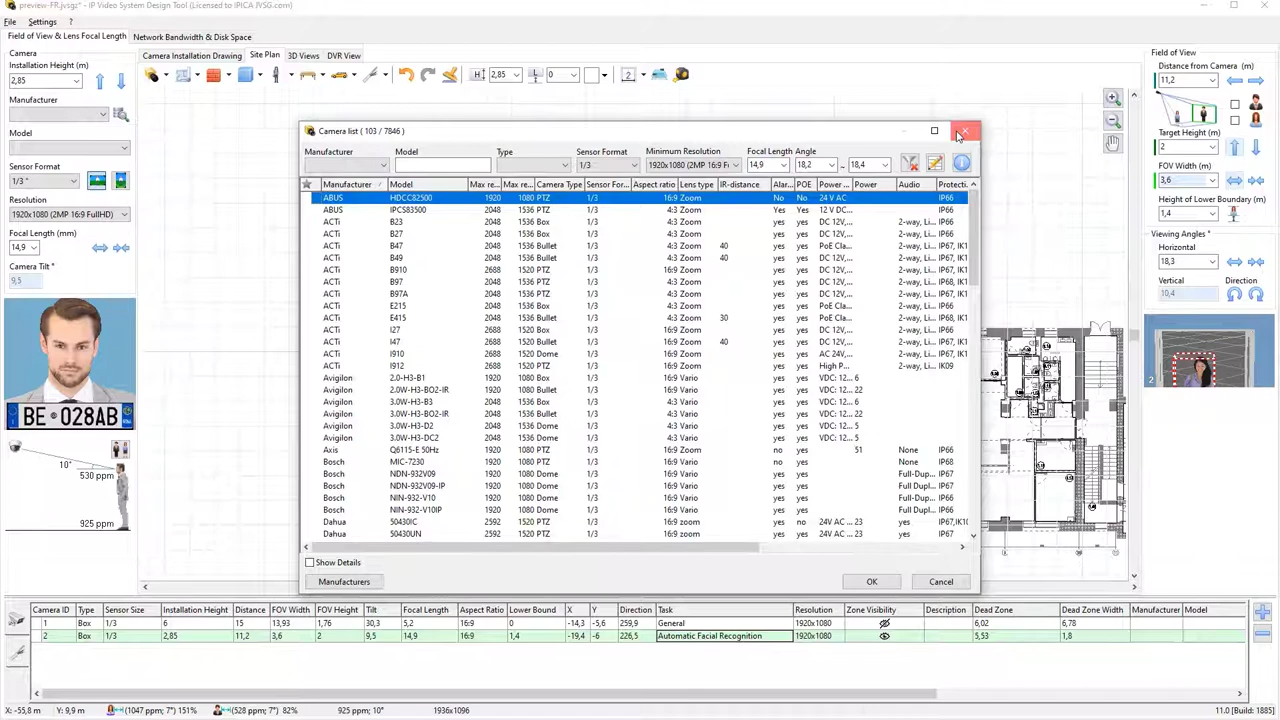 preview-FR.jvsg* - IP Video System Design Tool (Licensed to IPICA JVSG.com)
File Settings ?
Field of View & Lens Focal Length Network Bandwidth & Disk Space
Camera
Installation Height (m)
2,85
Manufacturer
Model
Sensor Format
1/3 "
Resolution
1920x1080 (2MP 16:9 FullHD)
Focal Length (mm)
14,9
Camera Tilt °
9,5
BE 028AB
10°
530 ppm
925 ppm
Camera Installation Drawing Site Plan 3D Views DVR View
H 2,85 0 2
Camera list ( 103 / 7846 )
Manufacturer Model Type Sensor Format Minimum Resolution Focal Length Angle
1/3 1920x1080 (2MP 16:9 F 14,9 18,2 ~ 18,4
Manufacturer Model Max re... Max re... Camera Type Sensor For... Aspect ratio Lens type IR-distance Alar... POE Power ... Power Audio Protecti...
ABUS HDCC82500 1920 1080 PTZ 1/3 16:9 Zoom No No 24 V AC IP66
ABUS IPCS83500 2048 1536 PTZ 1/3 4:3 Zoom Yes Yes 12 V DC... IP66
ACTi B23 2048 1536 Box 1/3 4:3 Zoom yes yes DC 12V, 2-way, Li... IP66
ACTi B27 2048 1536 Box 1/3 4:3 Zoom yes yes DC 12V, 2-way, Li... IP66
ACTi B47 2048 1536 Bullet 1/3 4:3 Zoom 40 yes yes PoE Cla... 2-way, Li... IP67, IK1
ACTi B49 2048 1536 Bullet 1/3 4:3 Zoom 40 yes yes DC 12V, 2-way, Li... IP66
ACTi B910 2688 1520 PTZ 1/3 16:9 Zoom yes yes DC 12V, 2-way, Li... IP67, IK1
ACTi B97 2048 1536 PTZ 1/3 4:3 Zoom yes yes DC 12V, 2-way, Li... IP68, IK1
ACTi B97A 2048 1536 PTZ 1/3 4:3 Zoom yes yes DC 12V, 2-way, Li... IP67, IK1
ACTi E215 2048 1536 Box 1/3 4:3 Zoom yes yes PoE Cla... 2-way, Li... IP66
ACTi E415 2048 1536 Bullet 1/3 4:3 Zoom 30 yes yes PoE Cla... 2-way, Li... IP68, IK1
ACTi I27 2688 1520 Box 1/3 16:9 Zoom yes yes DC 12V, 2-way, Li... IP66
ACTi I47 2688 1520 Bullet 1/3 16:9 Zoom 40 yes yes DC 12V, 2-way, Li... IP67, IK1
ACTi I910 2688 1520 Dome 1/3 16:9 Zoom yes yes AC 24V, 2-way, Li... IP67, IK1
ACTi I912 2688 1520 Dome 1/3 16:9 Zoom yes yes High P... 2-way, Li... IK09
Avigilon 2.0-H3-B1 1920 1080 Box 1/3 16:9 Vario yes yes VDC: 12... 6
Avigilon 2.0W-H3-BO2-IR 1920 1080 Bullet 1/3 16:9 Vario yes yes VDC: 12... 22
Avigilon 3.0W-H3-B3 2048 1536 Box 1/3 4:3 Vario yes yes VDC: 12... 6
Avigilon 3.0W-H3-BO2-IR 2048 1536 Bullet 1/3 4:3 Vario yes yes VDC: 12... 22
Avigilon 3.0W-H3-D2 2048 1536 Dome 1/3 4:3 Vario yes yes VDC: 12... 5
Avigilon 3.0W-H3-DC2 2048 1536 Dome 1/3 4:3 Vario yes yes VDC: 12... 5
Axis Q6115-E 50Hz 1920 1080 PTZ 1/3 16:9 Zoom no yes 51 None IP66
Bosch MIC-7230 1920 1080 PTZ 1/3 16:9 Zoom no yes None IP68
Bosch NDN-932V09 1920 1080 Dome 1/3 16:9 Vario yes yes Full-Dup... IP67
Bosch NDN-932V09-IP 1920 1080 Dome 1/3 16:9 Vario yes yes Full-Dup... IP67
Bosch NIN-932-V10 1920 1080 Dome 1/3 16:9 Vario yes yes Full-Dup... IP66
Bosch NIN-932-V10IP 1920 1080 Dome 1/3 16:9 Vario yes yes Full-Dup... IP66
Dahua 50430IC 2592 1520 PTZ 1/3 16:9 zoom yes no 24V AC ... 23 yes IP67,IK10
Dahua 50430UN 2592 1520 PTZ 1/3 16:9 Zoom yes yes 24V AC ... 23 yes IP67
Show Details
Manufacturers OK Cancel
Field of View
Distance from Camera (m)
11,2
Target Height (m)
2
FOV Width (m)
3,6
Height of Lower Boundary (m)
1,4
Viewing Angles °
Horizontal
18,3
Vertical Direction
10,4
2
Camera ID Type Sensor Size Installation Height Distance FOV Width FOV Height Tilt Focal Length Aspect Ratio Lower Bound X Y Direction Task Resolution Zone Visibility Description Dead Zone Dead Zone Width Manufacturer Model
1 Box 1/3 6 15 13,93 1,76 30,3 5,2 16:9 0 -14,3 -5,6 259,9 General 1920x1080 6,02 6,78
2 Box 1/3 2,85 11,2 3,6 2 9,5 14,9 16:9 1,4 -19,4 -6 226,5 Automatic Facial Recognition 1920x1080 5,53 1,8
X: -55,8 m Y: 9,9 m (1047 ppm; 7°) 151% (528 ppm; 7°) 82% 925 ppm; 10° 1936x1096 11.0 [Build: 1885]